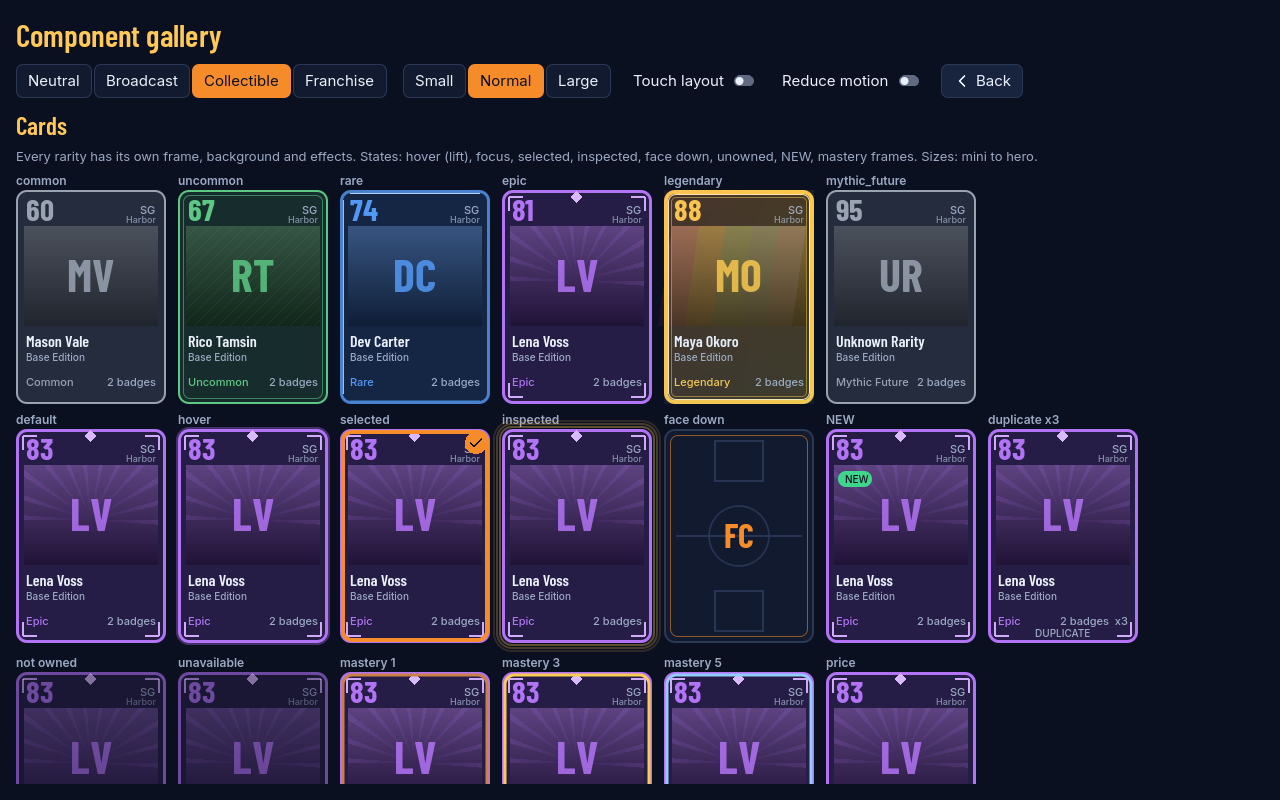 Component gallery
Neutral Broadcast Collectible Franchise Small Normal Large Touch layout Reduce motion Back
Cards
Every rarity has its own frame, background and effects. States: hover (lift), focus, selected, inspected, face down, unowned, NEW, mastery frames. Sizes: mini to hero.
common uncommon rare epic legendary mythic_future
60 SG 67 SG 74 SG 81 SG 88 SG 95 SG
Harbor Harbor Harbor Harbor Harbor Harbor
MV RT DC LV MO UR
Mason Vale Rico Tamsin Dev Carter Lena Voss Maya Okoro Unknown Rarity
Base Edition Base Edition Base Edition Base Edition Base Edition Base Edition
Common 2 badges Uncommon 2 badges Rare 2 badges Epic 2 badges Legendary 2 badges Mythic Future 2 badges
default hover selected inspected face down NEW duplicate x3
83 SG 83 SG 83 83 SG 83 SG 83 SG
Harbor Harbor Harbor Harbor Harbor Harbor
NEW
LV LV LV LV FC LV LV
Lena Voss Lena Voss Lena Voss Lena Voss Lena Voss Lena Voss
Base Edition Base Edition Base Edition Base Edition Base Edition Base Edition
Epic 2 badges Epic 2 badges Epic 2 badges Epic 2 badges Epic 2 badges Epic 2 badges x3
DUPLICATE
not owned unavailable mastery 1 mastery 3 mastery 5 price
83 SG 83 SG 83 SG 83 SG 83 SG 83 SG
Harbor Harbor Harbor Harbor Harbor Harbor
LV LV LV LV LV LV